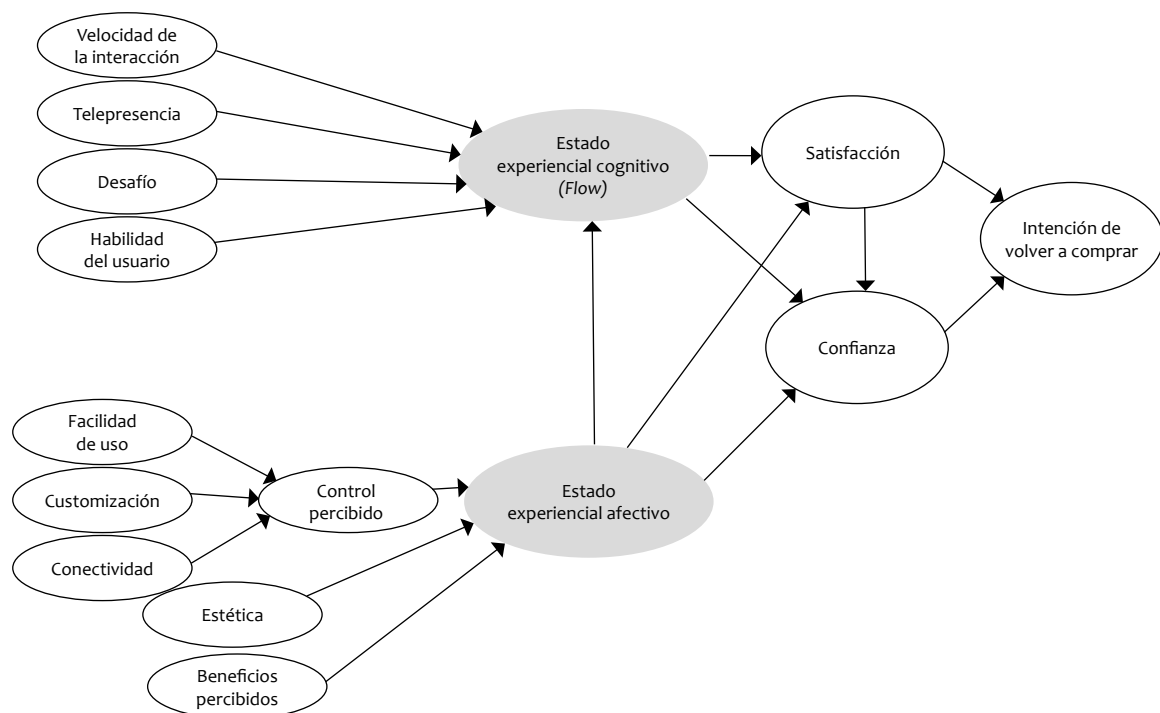 Velocidad de
la interacción
Telepresencia
Desafío
Habilidad
del usuario
Estado
experiencial cognitivo
(Flow)
Satisfacción
Intención de
volver a comprar
Confianza
Facilidad
de uso
Customización
Conectividad
Control
percibido
Estado
experiencial afectivo
Estética
Beneficios
percibidos